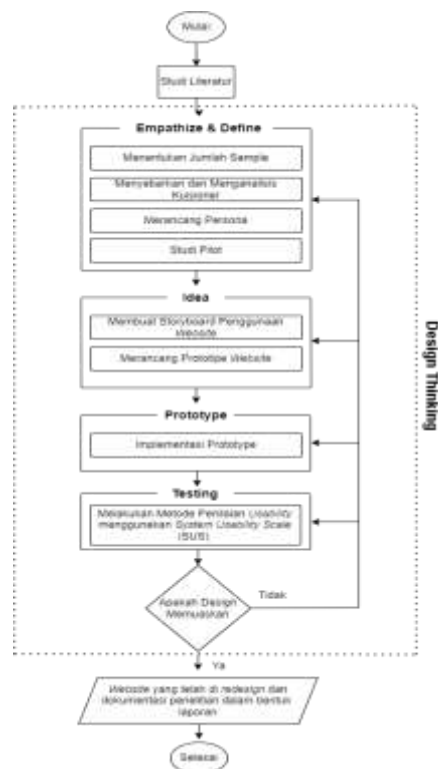 Mulai
Studi Literatur
Empathize & Define
Menentukan Jumlah Sample
Menyebarkan dan Menganalisis
Kuisioner
Merancang Persona
Studi Pilot
Idea
Membuat Storyboard Penggunaan
Website
Merancang Prototipe Website
Prototype
Implementasi Prototype
Testing
Melakukan Metode Penilaian Usability
menggunakan System Usability Scale
(SUS)
Apakah Design
Memuaskan
Tidak
Ya
Website yang telah di redesign dan
dokumentasi penelitian dalam bentuk
laporan
Selesai
Design Thinking